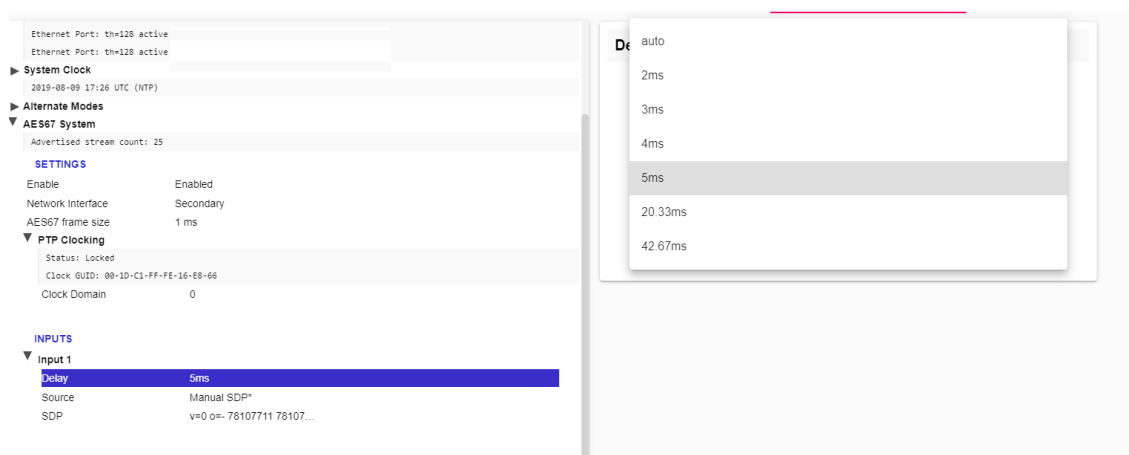 Ethernet Port: th=128 active
Ethernet Port: th=128 active
System Clock
2019-08-09 17:26 UTC (NTP)
Alternate Modes
AES67 System
Advertised stream count: 25
SETTINGS
Enable Enabled
Network Interface Secondary
AES67 frame size 1 ms
PTP Clocking
Status: Locked
Clock GUID: 00-1D-C1-FF-FE-16-E8-66
Clock Domain 0
INPUTS
Input 1
Delay 5ms
Source Manual SDP*
SDP v=0 o=- 78107711 78107...
auto
2ms
3ms
4ms
5ms
20.33ms
42.67ms